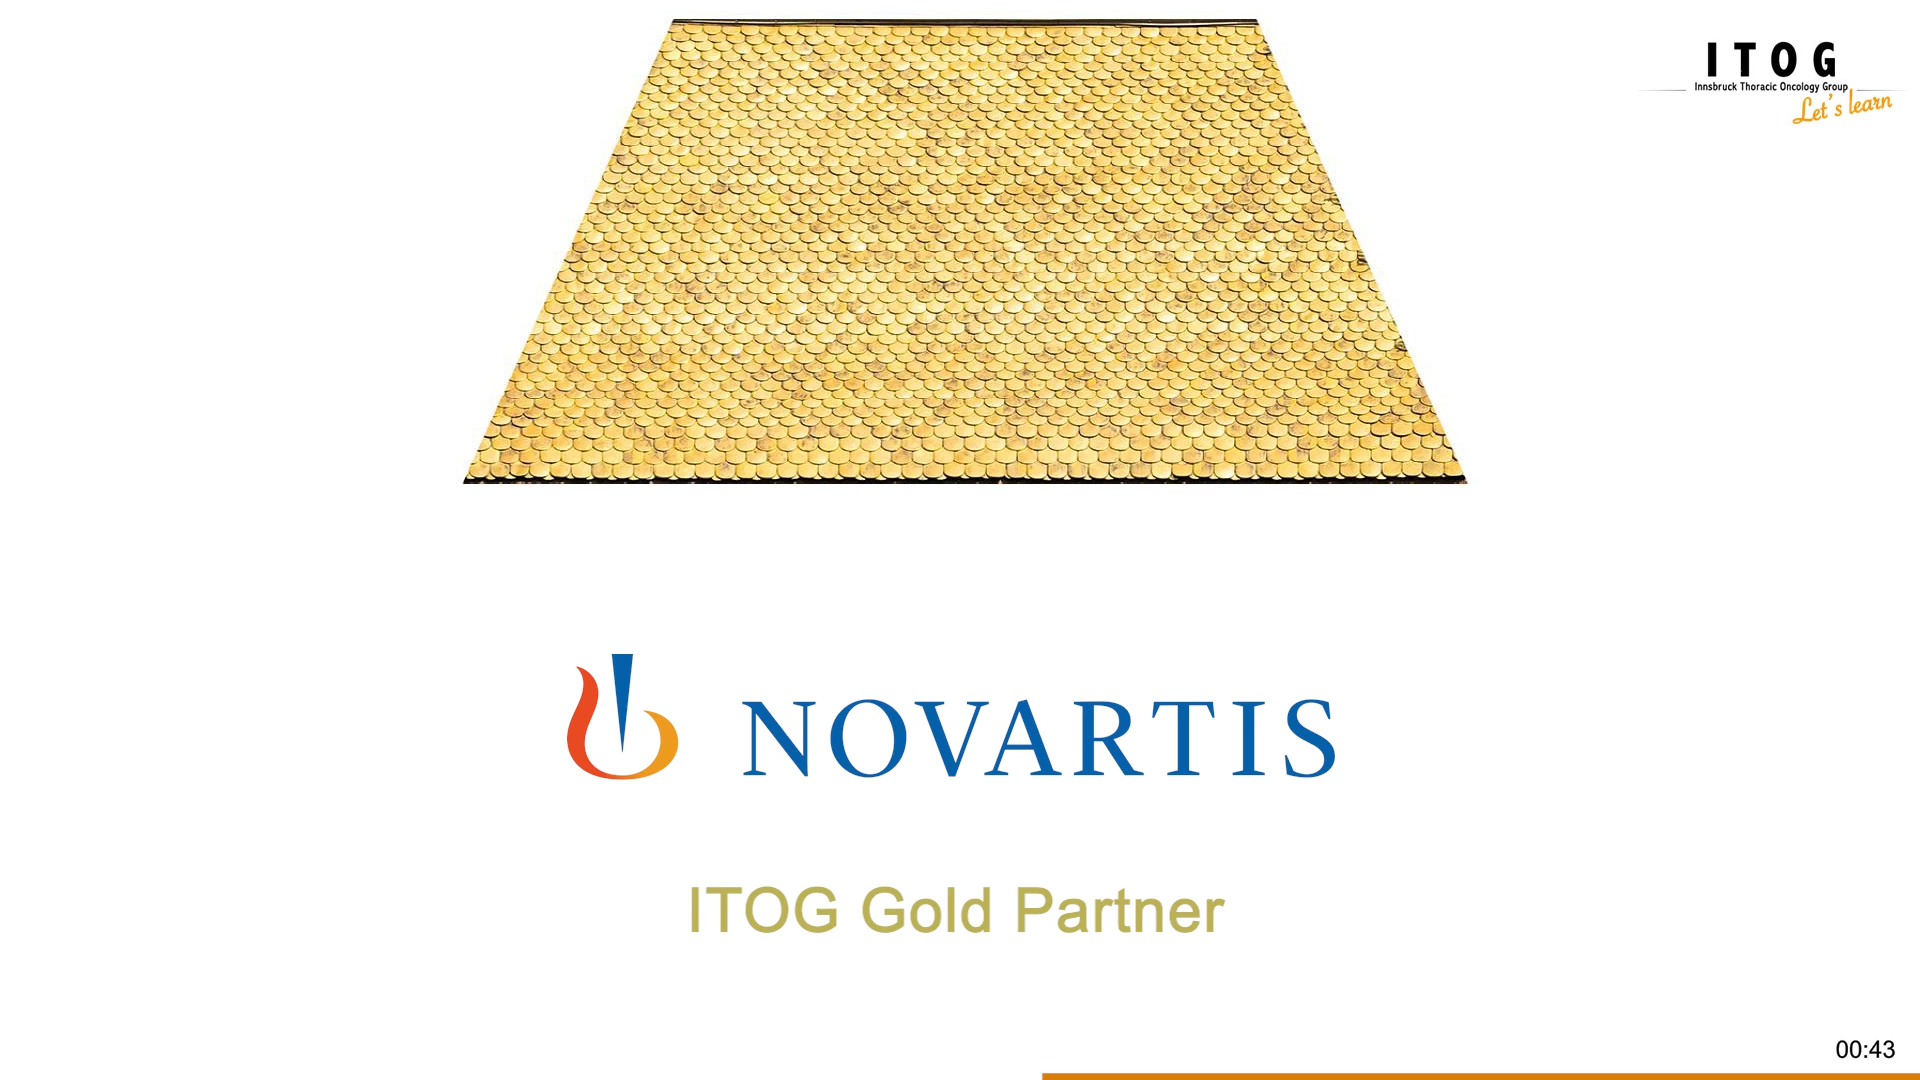 ITOG
Innsbruck Thoracic Oncology Group
Let's learn
NOVARTIS
ITOG Gold Partner
00:43